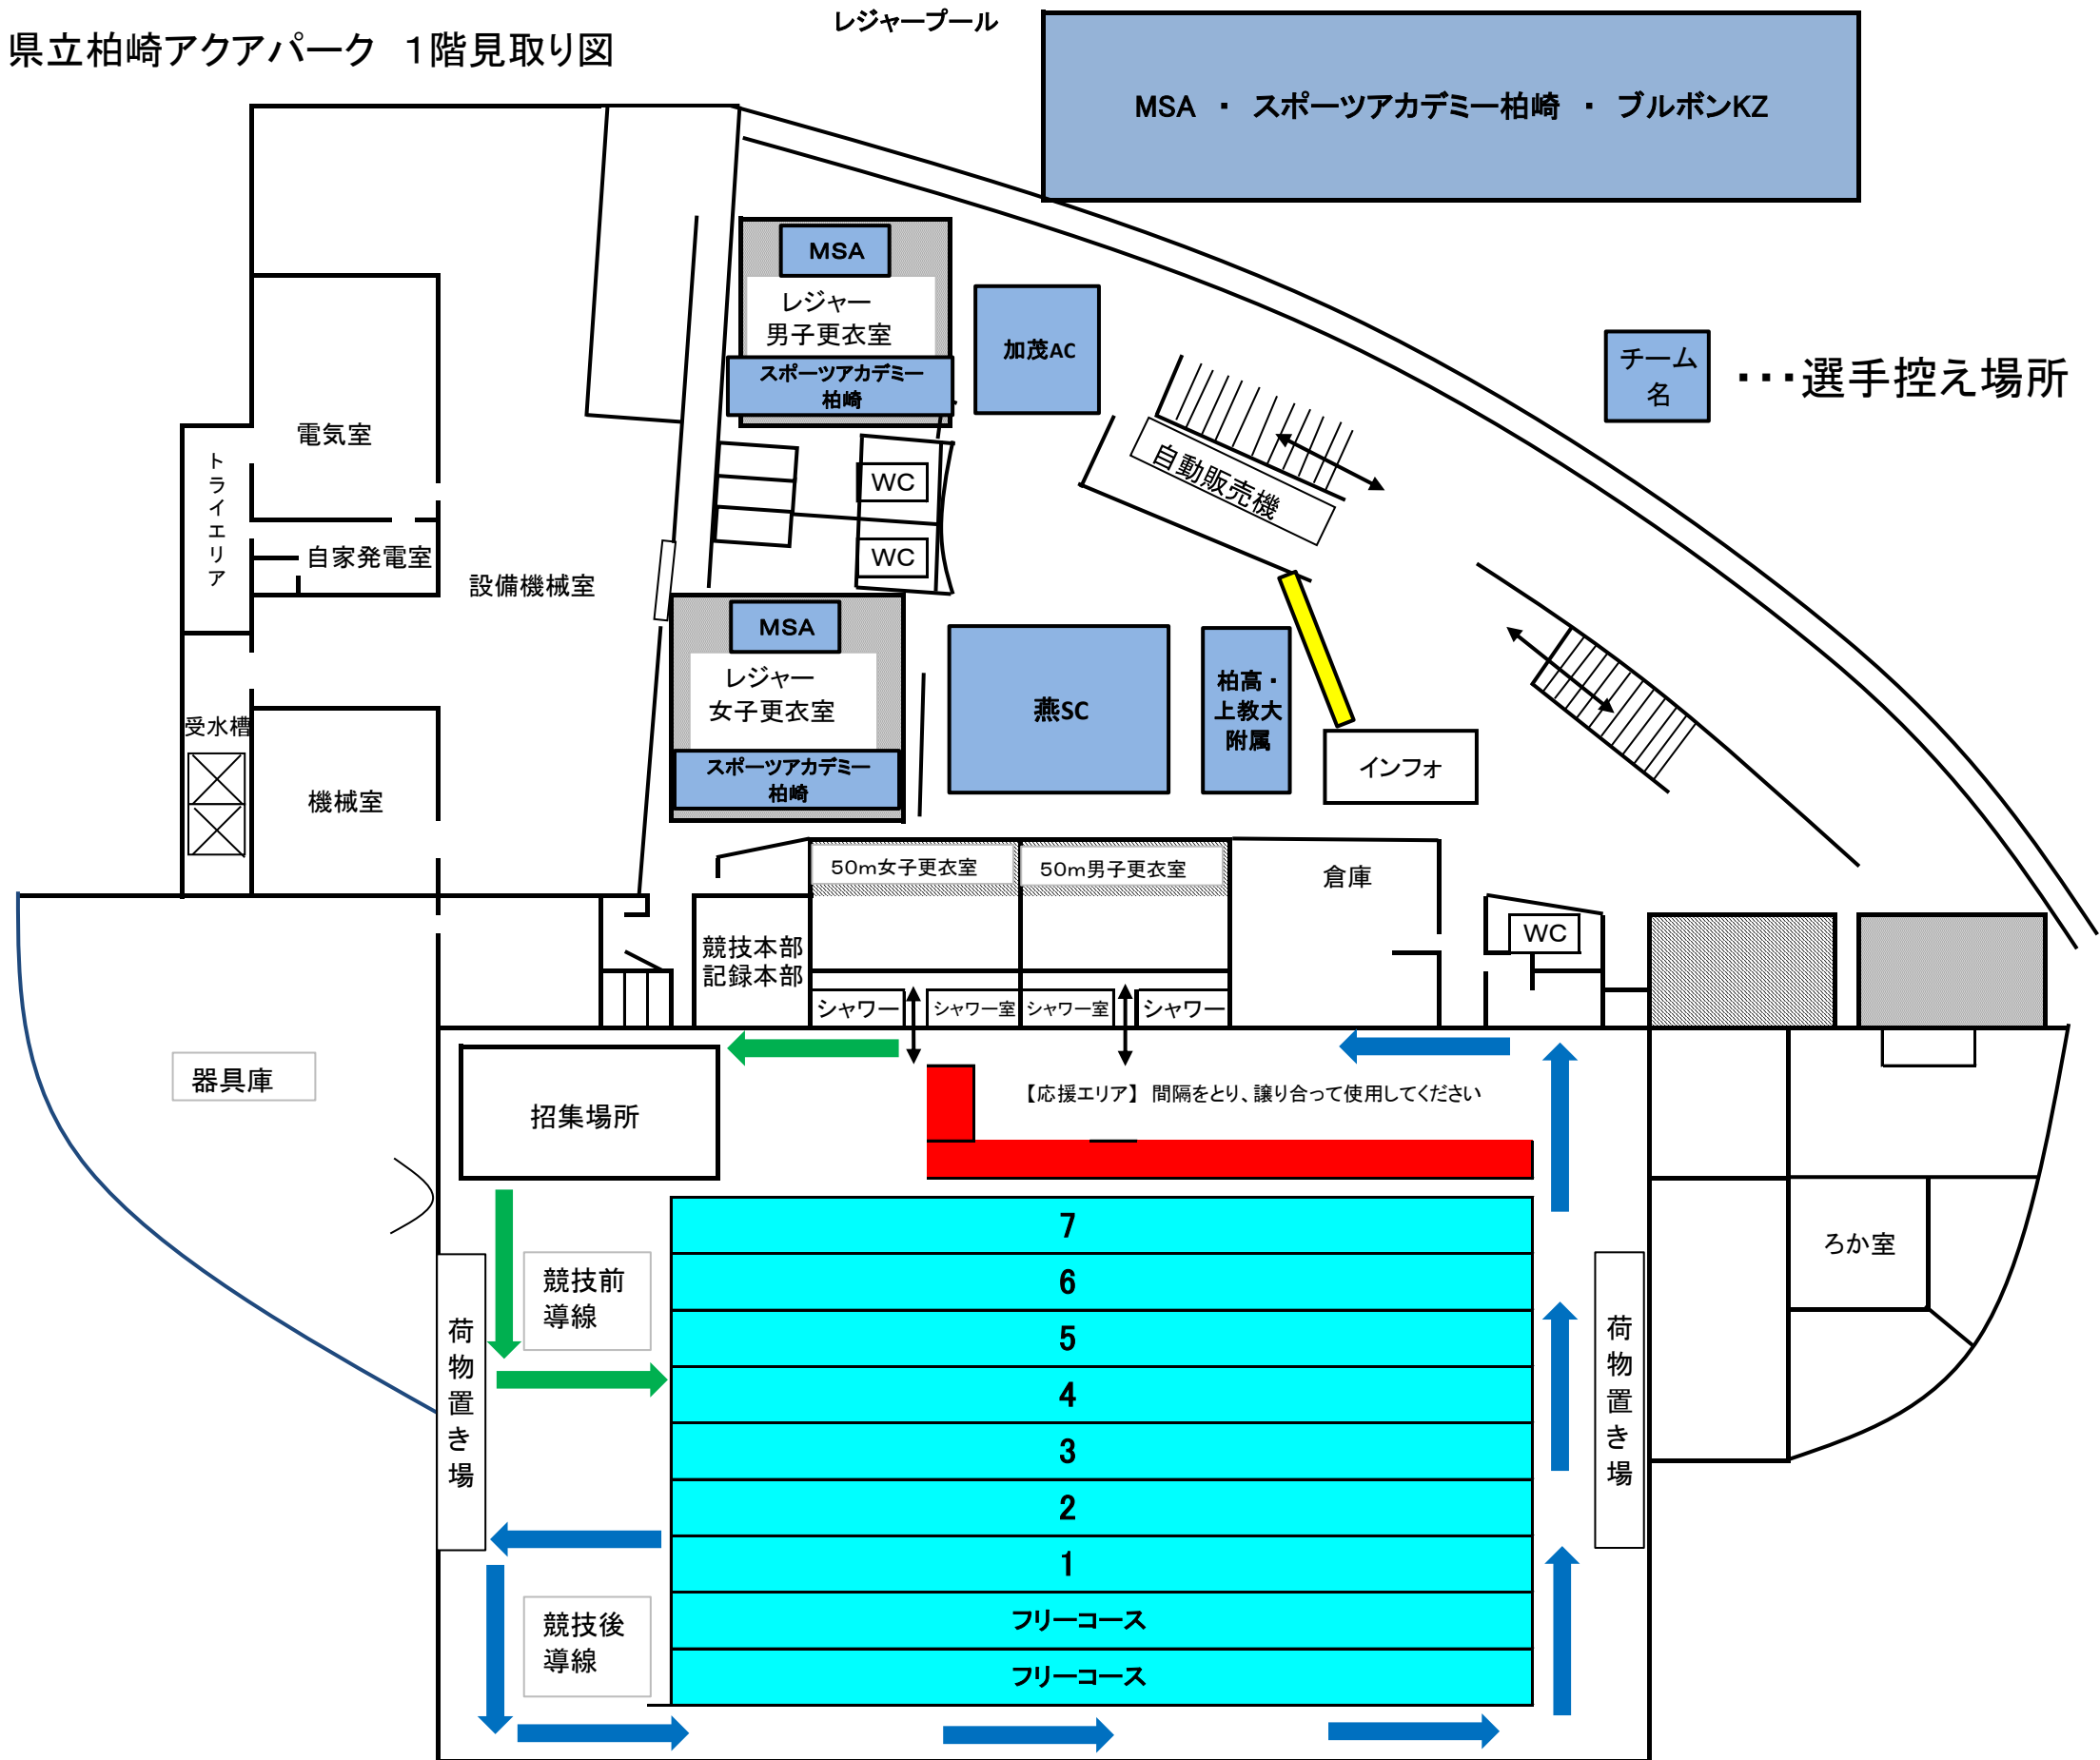 レジャープール
県立柏崎アクアパーク　1階見取り図
MSA ・ スポーツアカデミー柏崎 ・ ブルボンKZ
MSA
レジャー
男子更衣室
スポーツアカデミー
柏崎
加茂AC
チーム
名
・・・選手控え場所
電気室
トライエリア
自家発電室
設備機械室
WC
WC
自動販売機
MSA
レジャー
女子更衣室
スポーツアカデミー
柏崎
燕SC
柏高・
上教大
附属
インフォ
受水槽
機械室
50m女子更衣室
50m男子更衣室
倉庫
WC
競技本部
記録本部
シャワー
シャワー室
シャワー室
シャワー
器具庫
招集場所
【応援エリア】 間隔をとり、譲り合って使用してください
7
6
5
4
3
2
1
フリーコース
フリーコース
競技前
導線
荷物置き場
競技後
導線
荷物置き場
ろか室